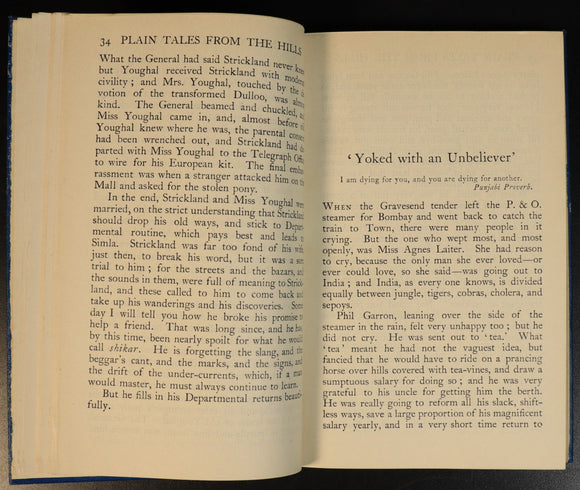 34 PLAIN TALES FROM THE HILLS
What the General had said Strickland never knew
but Youghal received Strickland with moder
civility; and Mrs. Youghal, touched by the de
votion of the transformed Dulloo, was almo
kind. The General beamed and chuckled, and
Miss Youghal came in, and, almost before old
Youghal knew where he was, the parental consen
had been wrenched out, and Strickland had de
parted with Miss Youghal to the Telegraph Office
to wire for his European kit. The final embar
rassment was when a stranger attacked him on the
Mall and asked for the stolen pony.
In the end, Strickland and Miss Youghal wer
married, on the strict understanding that Strickland
should drop his old ways, and stick to Depart
mental routine, which pays best and leads to
Simla. Strickland was far too fond of his wife,
just then, to break his word, but it was a sore
trial to him; for the streets and the bazars, and
the sounds in them, were full of meaning to Strick-
land, and these called to him to come back and
take up his wanderings and his discoveries. Some
day I will tell you how he broke his promise to
help a friend. That was long since, and he has,
by this time, been nearly spoilt for what he would
call shikar. He is forgetting the slang, and the
beggar's cant, and the marks, and the signs, and
the drift of the under-currents, which, if a man
would master, he must always continue to learn.
But he fills in his Departmental returns beauti-
fully.
‘Yoked with an Unbeliever’
I am dying for you, and you are dying for another.
Punjabi Proverb.
WHEN the Gravesend tender left the P. & O.
steamer for Bombay and went back to catch the
train to Town, there were many people in it
crying. But the one who wept most, and most
openly, was Miss Agnes Laiter. She had reason
to cry, because the only man she ever loved—or
ever could love, so she said—was going out to
India; and India, as every one knows, is divided
equally between jungle, tigers, cobras, cholera, and
sepoys.
Phil Garron, leaning over the side of the
steamer in the rain, felt very unhappy too; but he
did not cry. He was sent out to ‘tea.’ What
‘tea’ meant he had not the vaguest idea, but
fancied that he would have to ride on a prancing
horse over hills covered with tea-vines, and draw a
sumptuous salary for doing so; and he was very
grateful to his uncle for getting him the berth.
He was really going to reform all his slack, shift-
less ways, save a large proportion of his magnificent
salary yearly, and in a very short time return to